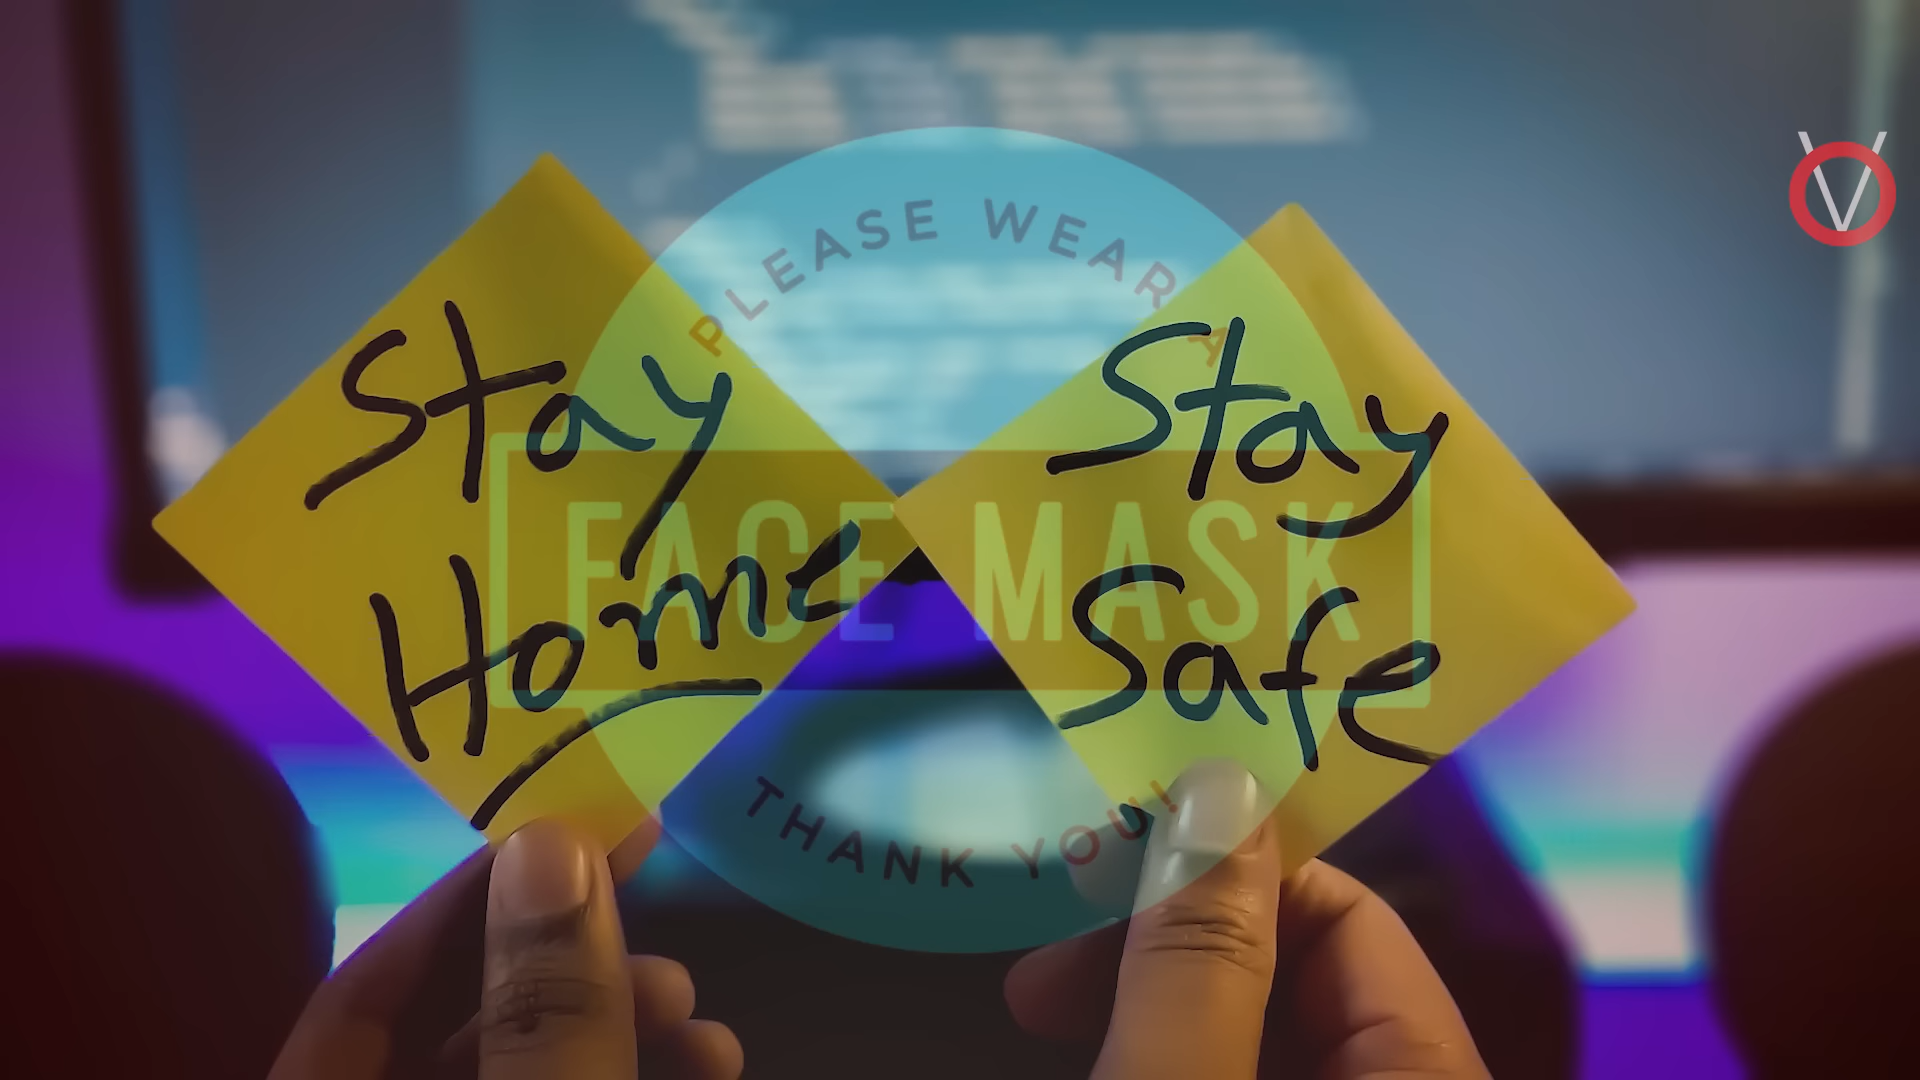 PLEASE WEAR A
FACE MASK
THANK YOU!
Stay
Home
Stay
Safe
V